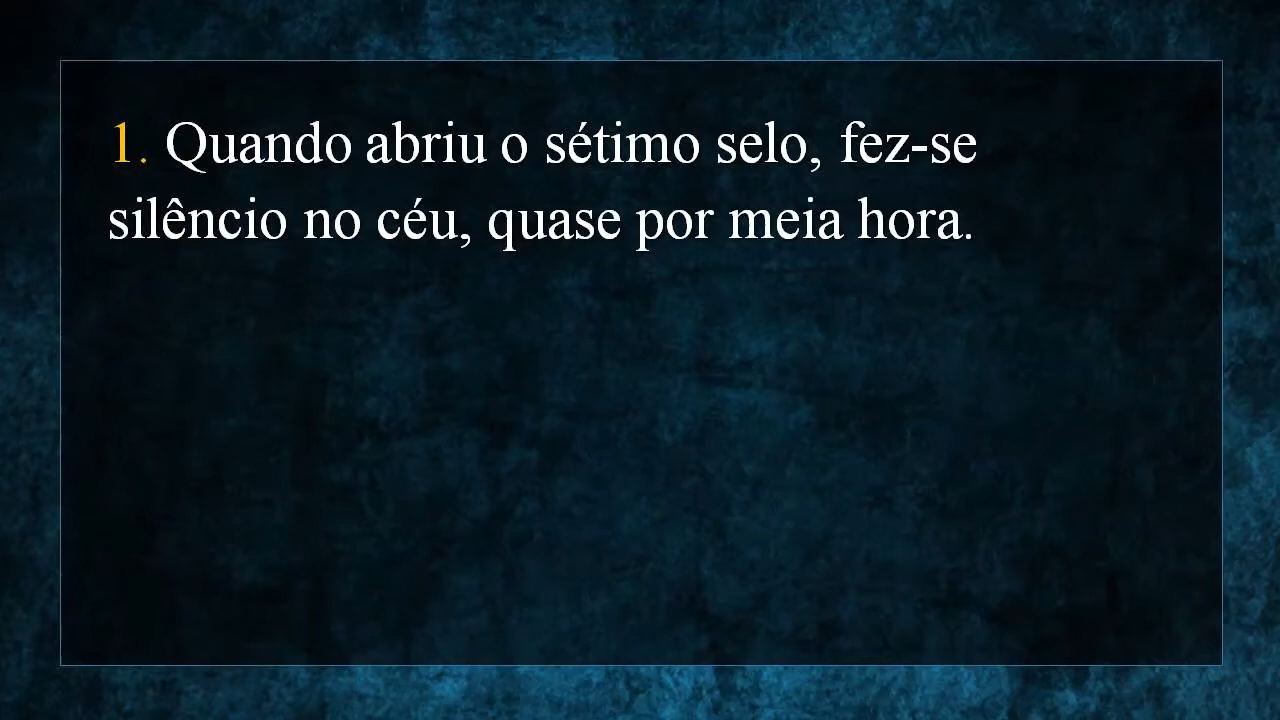 1. Quando abriu o sétimo selo, fez-se
silêncio no céu, quase por meia hora.